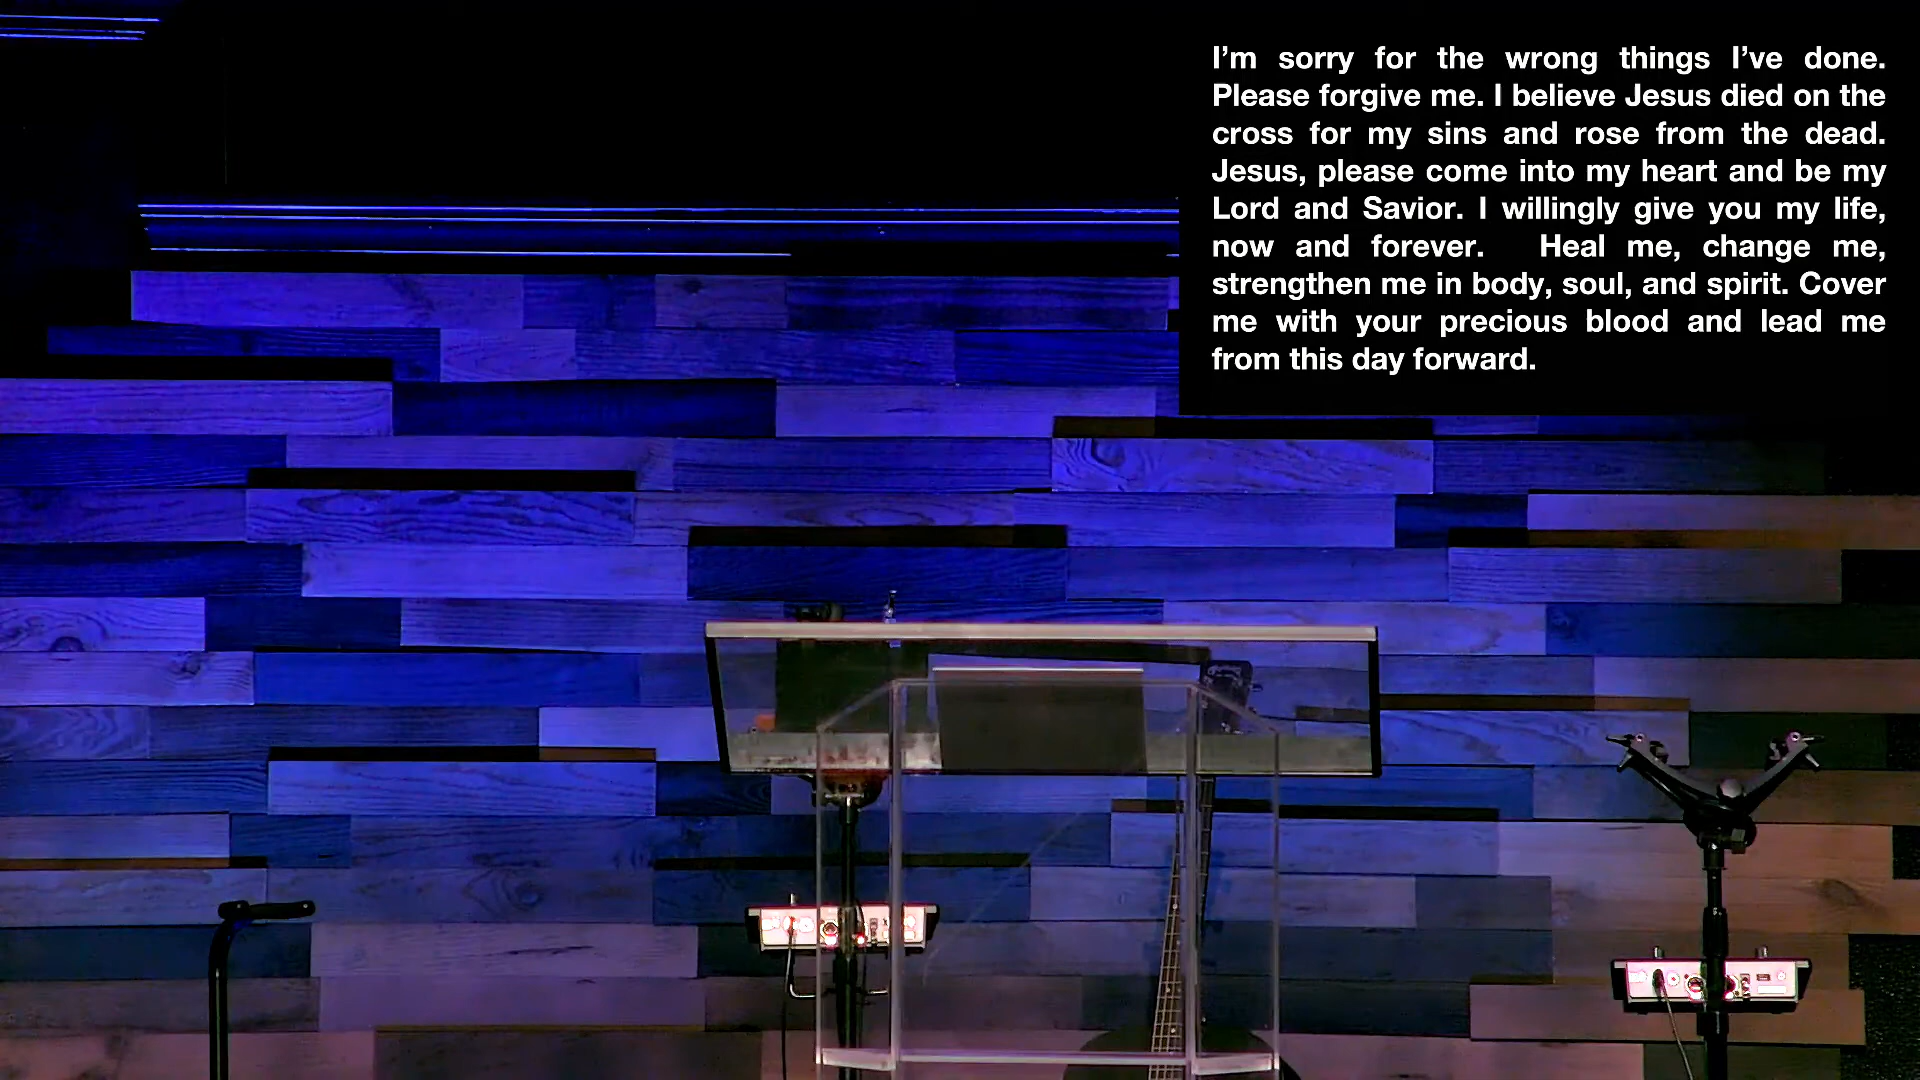 I’m sorry for the wrong things I’ve done.
Please forgive me. I believe Jesus died on the
cross for my sins and rose from the dead.
Jesus, please come into my heart and be my
Lord and Savior. I willingly give you my life,
now and forever. Heal me, change me,
strengthen me in body, soul, and spirit. Cover
me with your precious blood and lead me
from this day forward.